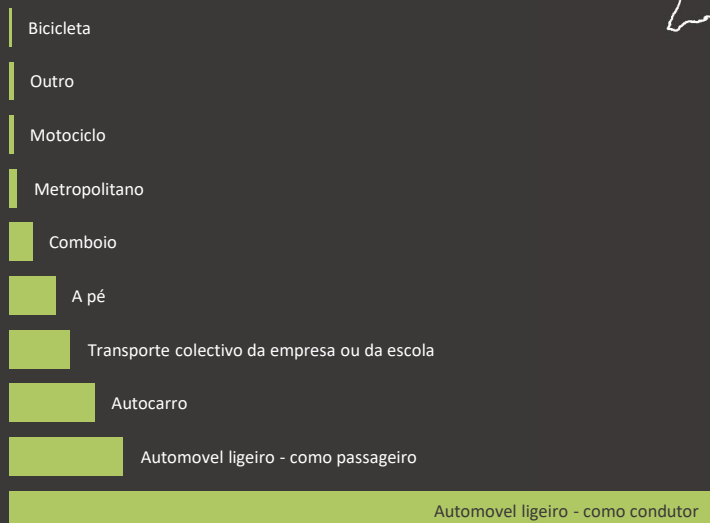 Bicicleta
Outro
Motociclo
Metropolitano
Comboio
A pé
Transporte colectivo da empresa ou da escola
Autocarro
Automovel ligeiro - como passageiro
Automovel ligeiro - como condutor